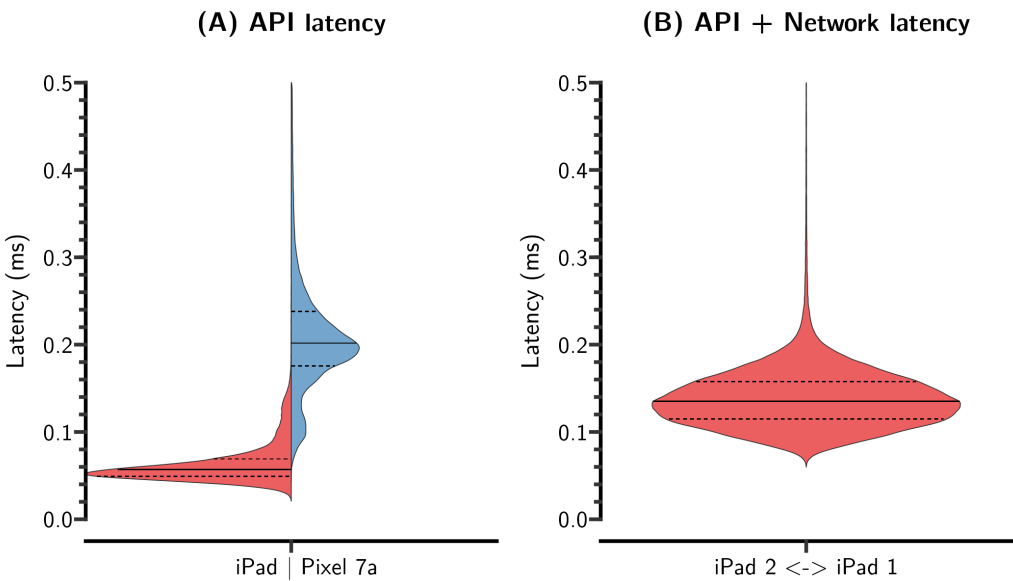 (A) API latency
0.5
0.4
0.3
0.2
0.1
0.0
Latency (ms)
iPad | Pixel 7a
(B) API + Network latency
0.5
0.4
0.3
0.2
0.1
0.0
Latency (ms)
iPad 2 <-> iPad 1